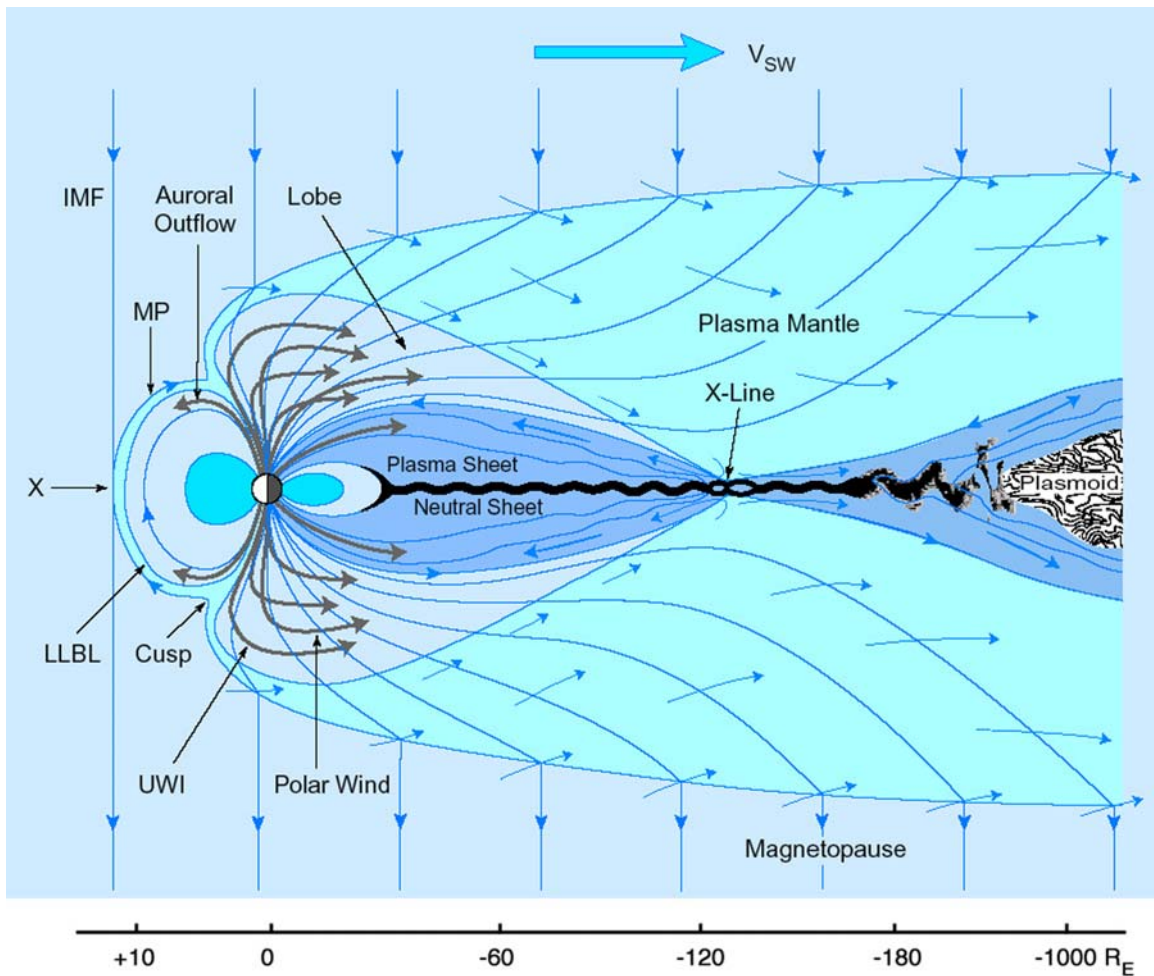 V_SW
IMF
Auroral
Outflow
Lobe
MP
Plasma Mantle
X-Line
Plasma Sheet
X
Plasmoid
Neutral Sheet
LLBL
Cusp
UWI
Polar Wind
Magnetopause
+10 0 -60 -120 -180 -1000 R_E